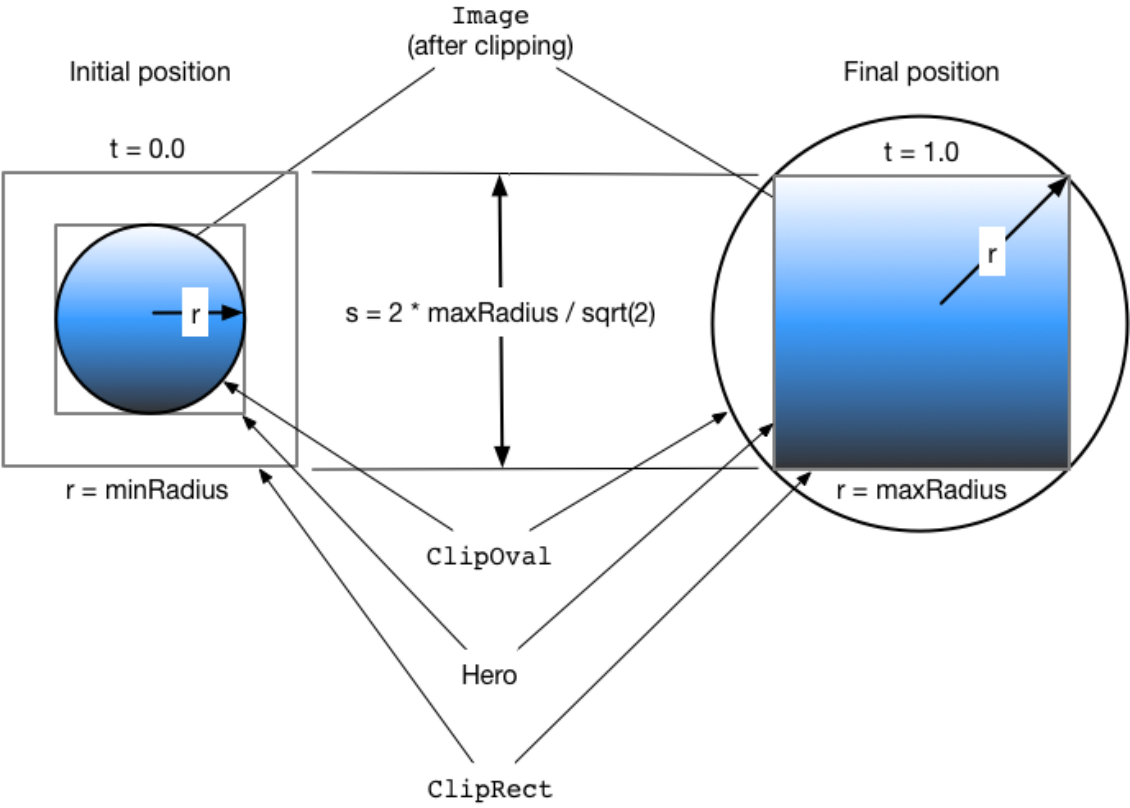 Image
(after clipping)
Initial position
Final position
t = 0.0
t = 1.0
r
r
s = 2 * maxRadius / sqrt(2)
r = minRadius
r = maxRadius
ClipOval
Hero
ClipRect